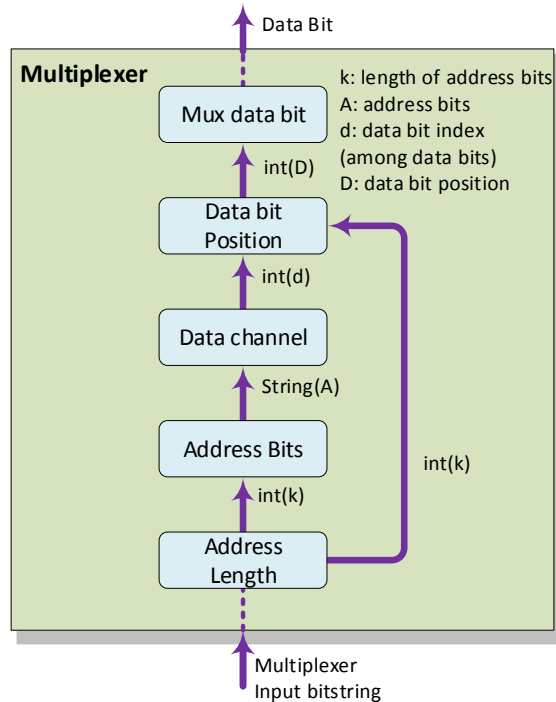 Data Bit
Multiplexer
k: length of address bits
A: address bits
d: data bit index
(among data bits)
D: data bit position
Mux data bit
int(D)
Data bit
Position
int(d)
Data channel
String(A)
Address Bits
int(k)
int(k)
Address
Length
Multiplexer
Input bitstring